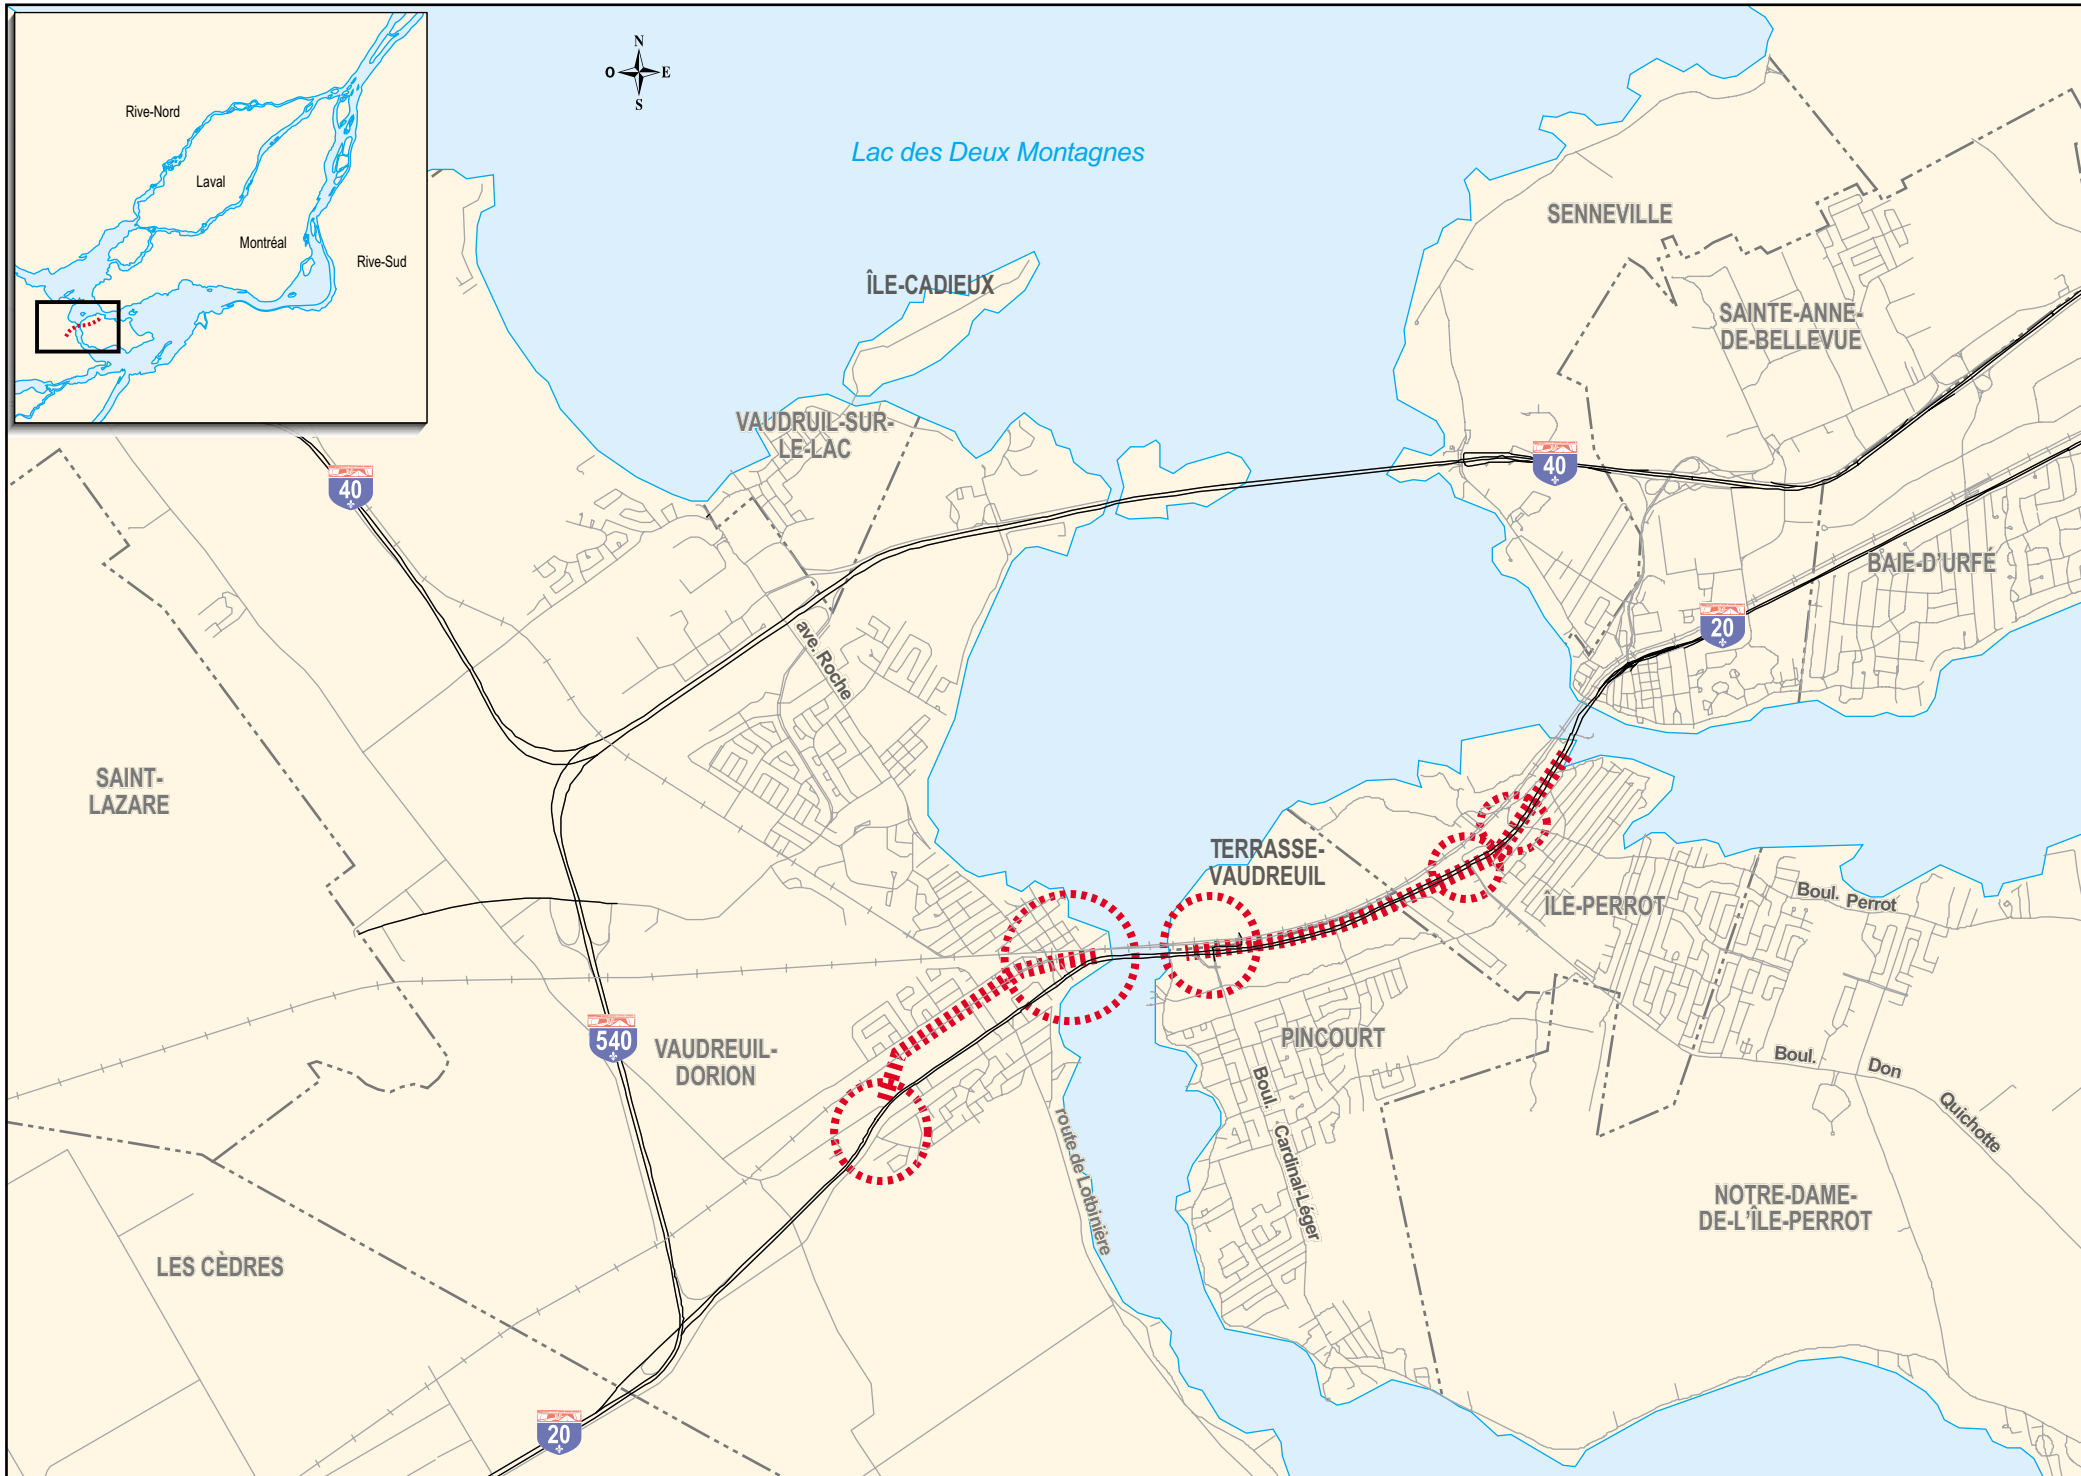 N
O E
S
Rive-Nord
Laval
Montréal
Rive-Sud
Lac des Deux Montagnes
SENNEVILLE
ÎLE-CADIEUX
SAINTE-ANNE-
DE-BELLEVUE
VAUDRUIL-SUR-
LE-LAC
40
40
BAIE-D'URFÉ
20
ave. Roche
SAINT-
LAZARE
TERRASSE-
VAUDREUIL
ÎLE-PERROT
Boul. Perrot
540
VAUDREUIL-
DORION
PINCOURT
Boul. Don Quichotte
Boul. Cardinal-Léger
route de Lotbinière
NOTRE-DAME-
DE-L'ÎLE-PERROT
LES CÈDRES
20